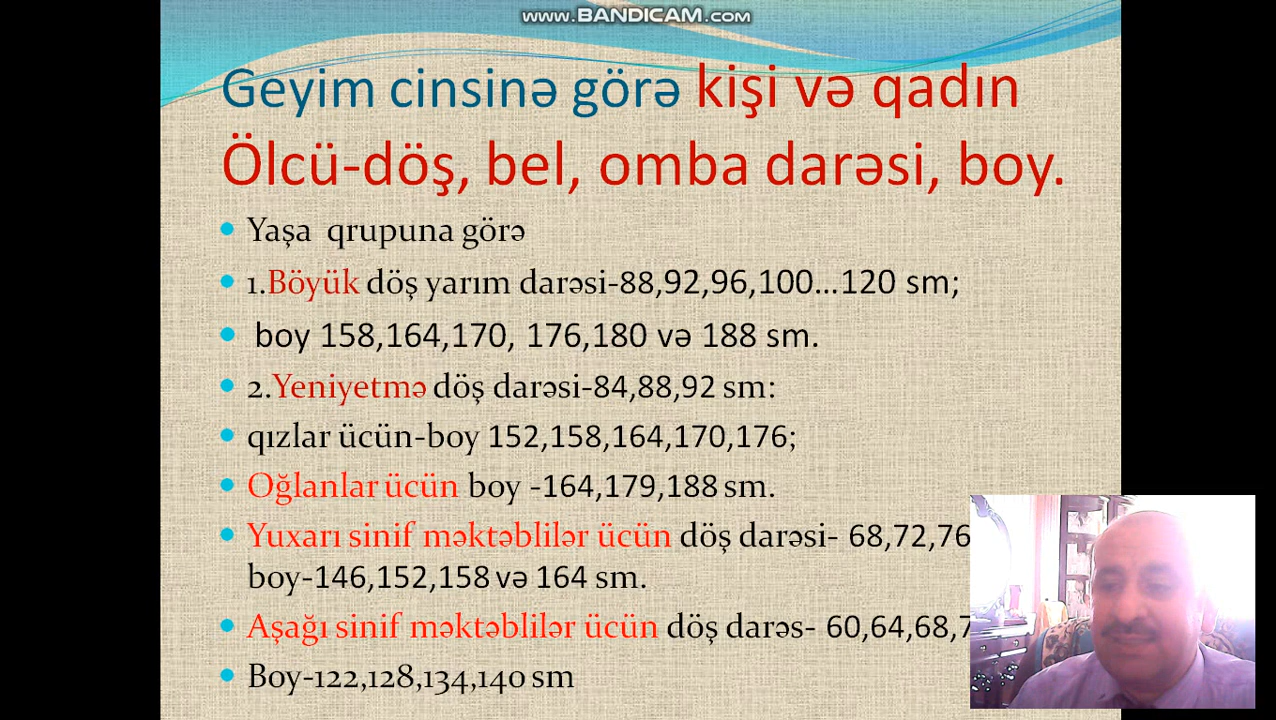 www.BANDICAM.com
Geyim cinsinə görə kişi və qadın
Ölcü-döş, bel, omba darəsi, boy.
Yaşa qrupuna görə
1.Böyük döş yarım darəsi-88,92,96,100...120 sm;
boy 158,164,170, 176,180 və 188 sm.
2.Yeniyetmə döş darəsi-84,88,92 sm:
qızlar ücün-boy 152,158,164,170,176;
Oğlanlar ücün boy -164,179,188 sm.
Yuxarı sinif məktəblilər ücün döş darəsi- 68,72,76
boy-146,152,158 və 164 sm.
Aşağı sinif məktəblilər ücün döş darəs- 60,64,68,
Boy-122,128,134,140 sm